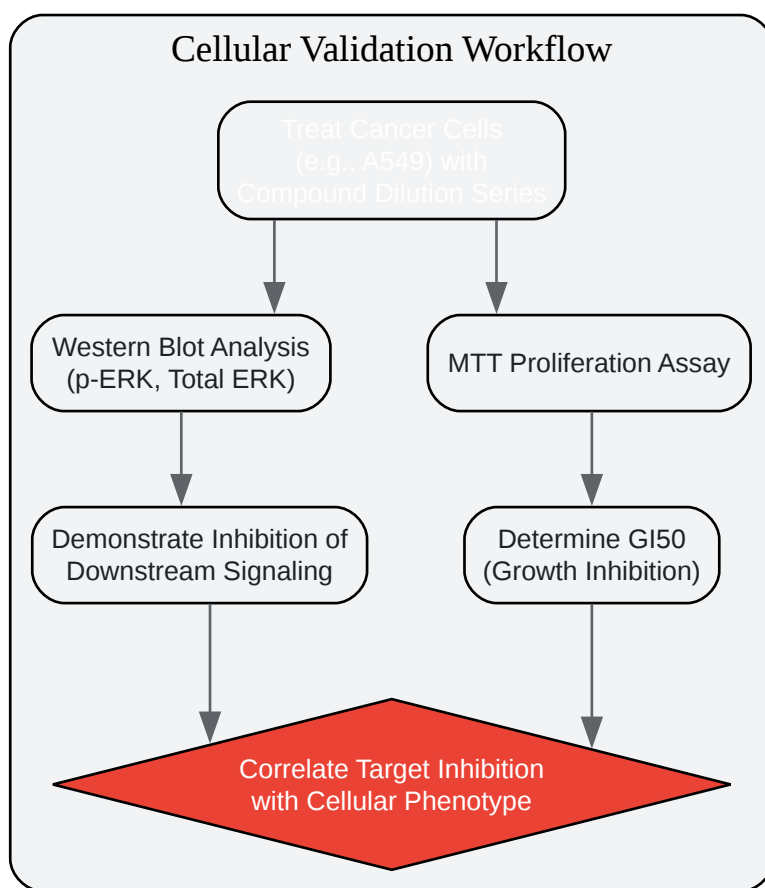 Cellular Validation Workflow
Treat Cancer Cells
(e.g., A549) with
Compound Dilution Series
Western Blot Analysis
(p-ERK, Total ERK)
MTT Proliferation Assay
Demonstrate Inhibition of
Downstream Signaling
Determine GI50
(Growth Inhibition)
Correlate Target Inhibition
with Cellular Phenotype